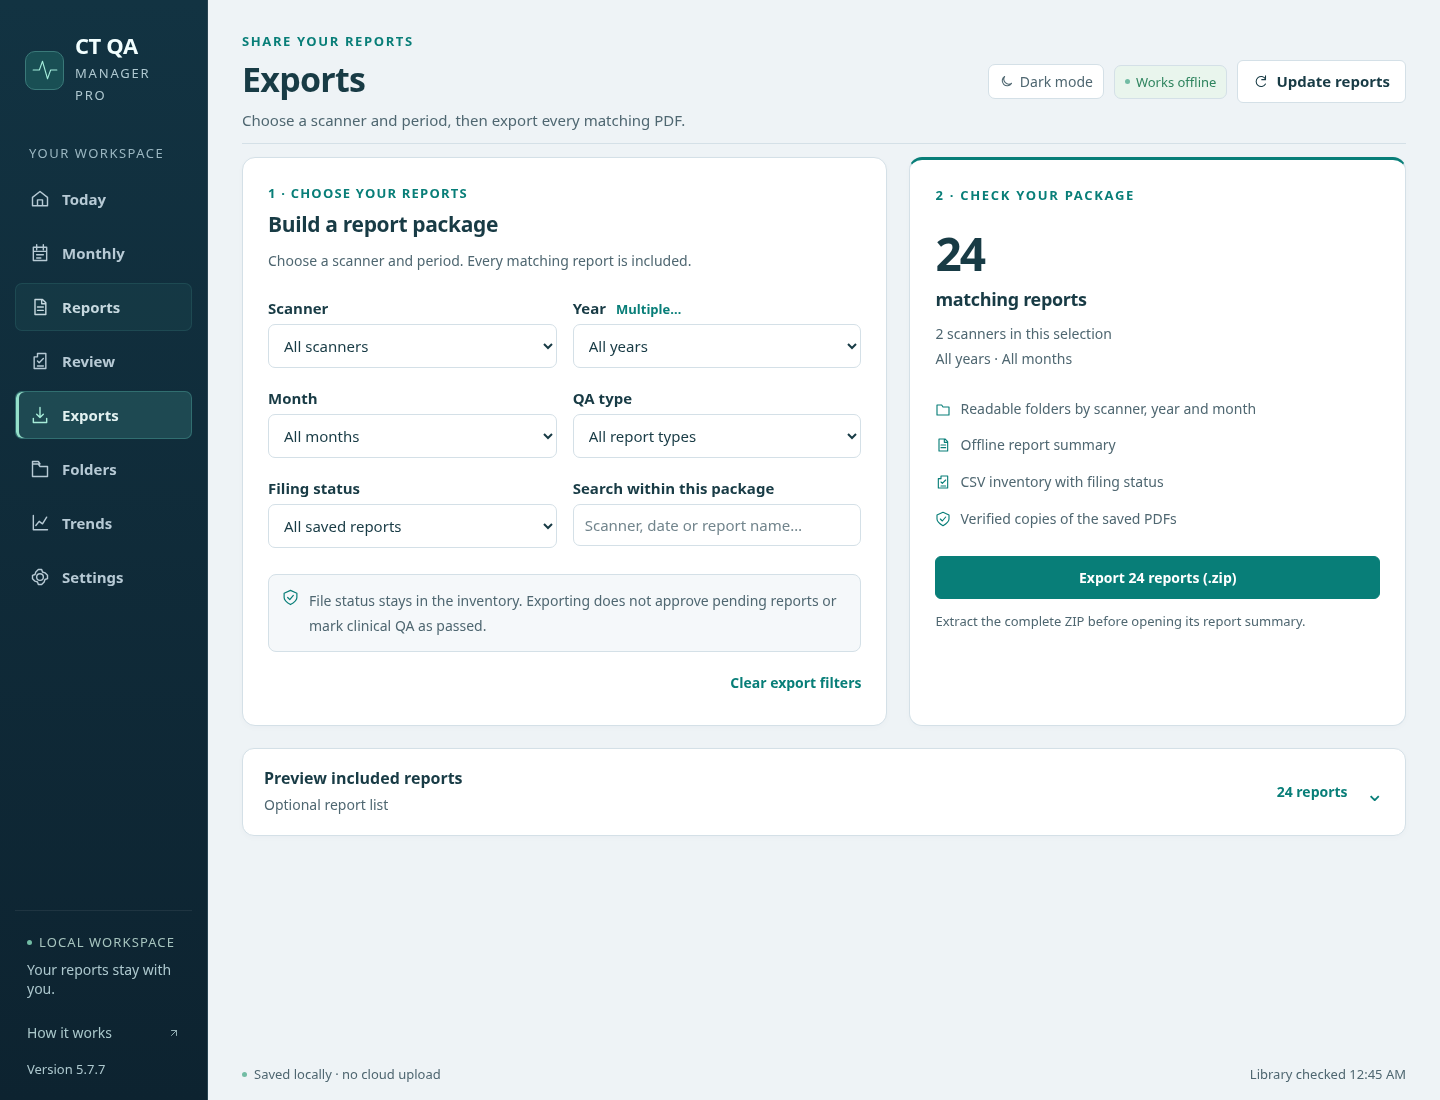 CT QA
MANAGER
PRO
YOUR WORKSPACE
Today
Monthly
Reports
Review
Exports
Folders
Trends
Settings
LOCAL WORKSPACE
Your reports stay with
you.
How it works
Version 5.7.7
SHARE YOUR REPORTS
Exports
Choose a scanner and period, then export every matching PDF.
Dark mode
Works offline
Update reports
1 · CHOOSE YOUR REPORTS
Build a report package
Choose a scanner and period. Every matching report is included.
Scanner
All scanners
Year Multiple...
All years
Month
All months
QA type
All report types
Filing status
All saved reports
Search within this package
Scanner, date or report name...
File status stays in the inventory. Exporting does not approve pending reports or
mark clinical QA as passed.
Clear export filters
2 · CHECK YOUR PACKAGE
24
matching reports
2 scanners in this selection
All years · All months
Readable folders by scanner, year and month
Offline report summary
CSV inventory with filing status
Verified copies of the saved PDFs
Export 24 reports (.zip)
Extract the complete ZIP before opening its report summary.
Preview included reports
Optional report list
24 reports
Saved locally · no cloud upload
Library checked 12:45 AM